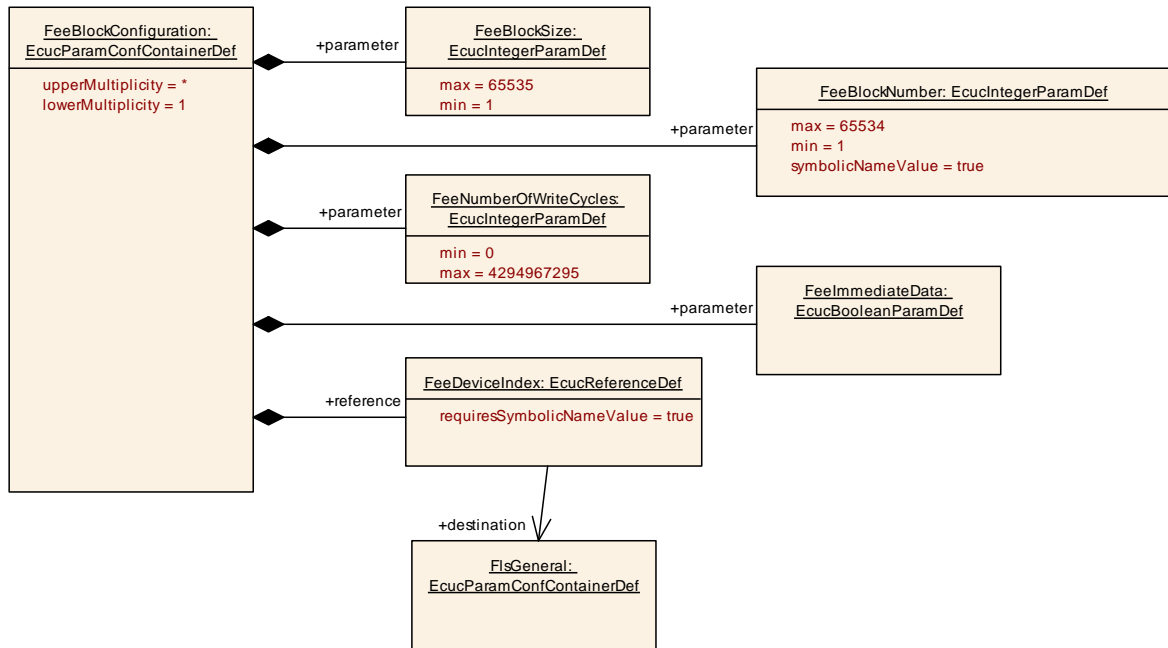 FeeBlockConfiguration:
EcucParamConfContainerDef
upperMultiplicity = *
lowerMultiplicity = 1
+parameter
FeeBlockSize:
EcucIntegerParamDef
max = 65535
min = 1
+parameter
FeeBlockNumber: EcucIntegerParamDef
max = 65534
min = 1
symbolicNameValue = true
+parameter
FeeNumberOfWriteCycles:
EcucIntegerParamDef
min = 0
max = 4294967295
+parameter
FeeImmediateData:
EcucBooleanParamDef
+reference
FeeDeviceIndex: EcucReferenceDef
requiresSymbolicNameValue = true
+destination
FlsGeneral:
EcucParamConfContainerDef